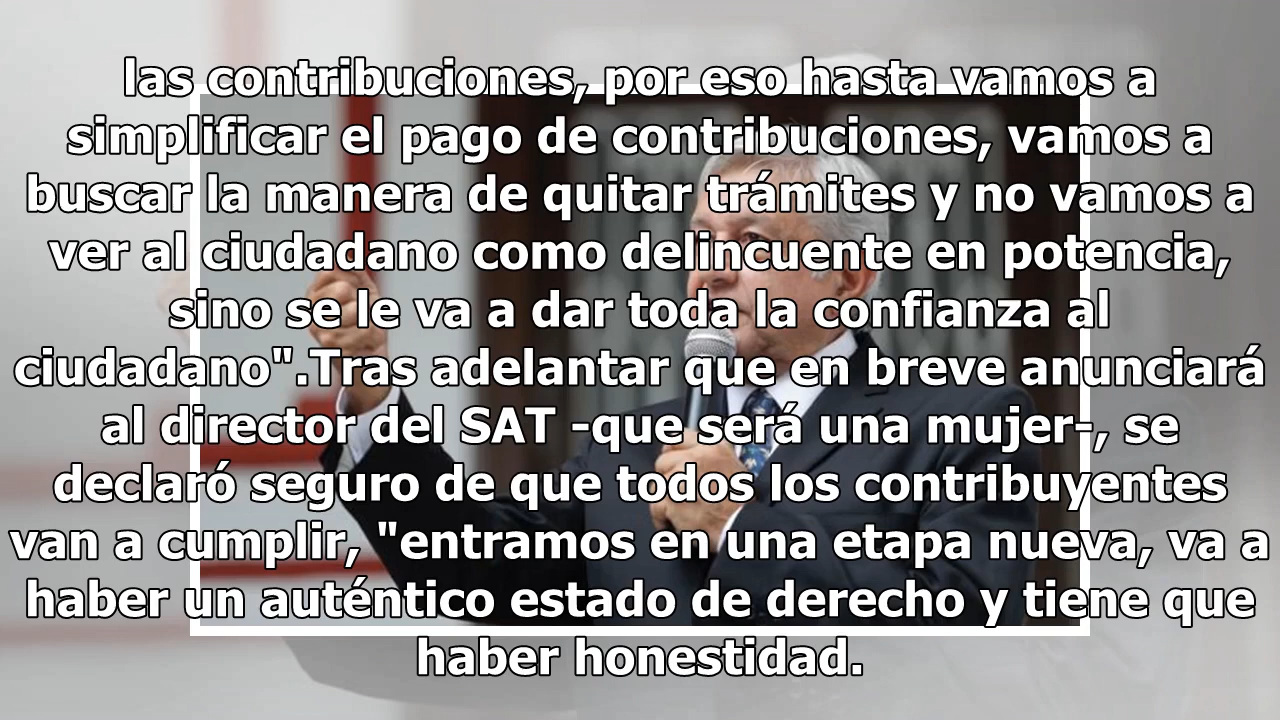 las contribuciones, por eso hasta vamos a
simplificar el pago de contribuciones, vamos a
buscar la manera de quitar trámites y no vamos a
ver al ciudadano como delincuente en potencia,
sino se le va a dar toda la confianza al
ciudadano".Tras adelantar que en breve anunciará
al director del SAT -que será una mujer-, se
declaró seguro de que todos los contribuyentes
van a cumplir, "entramos en una etapa nueva, va a
haber un auténtico estado de derecho y tiene que
haber honestidad.